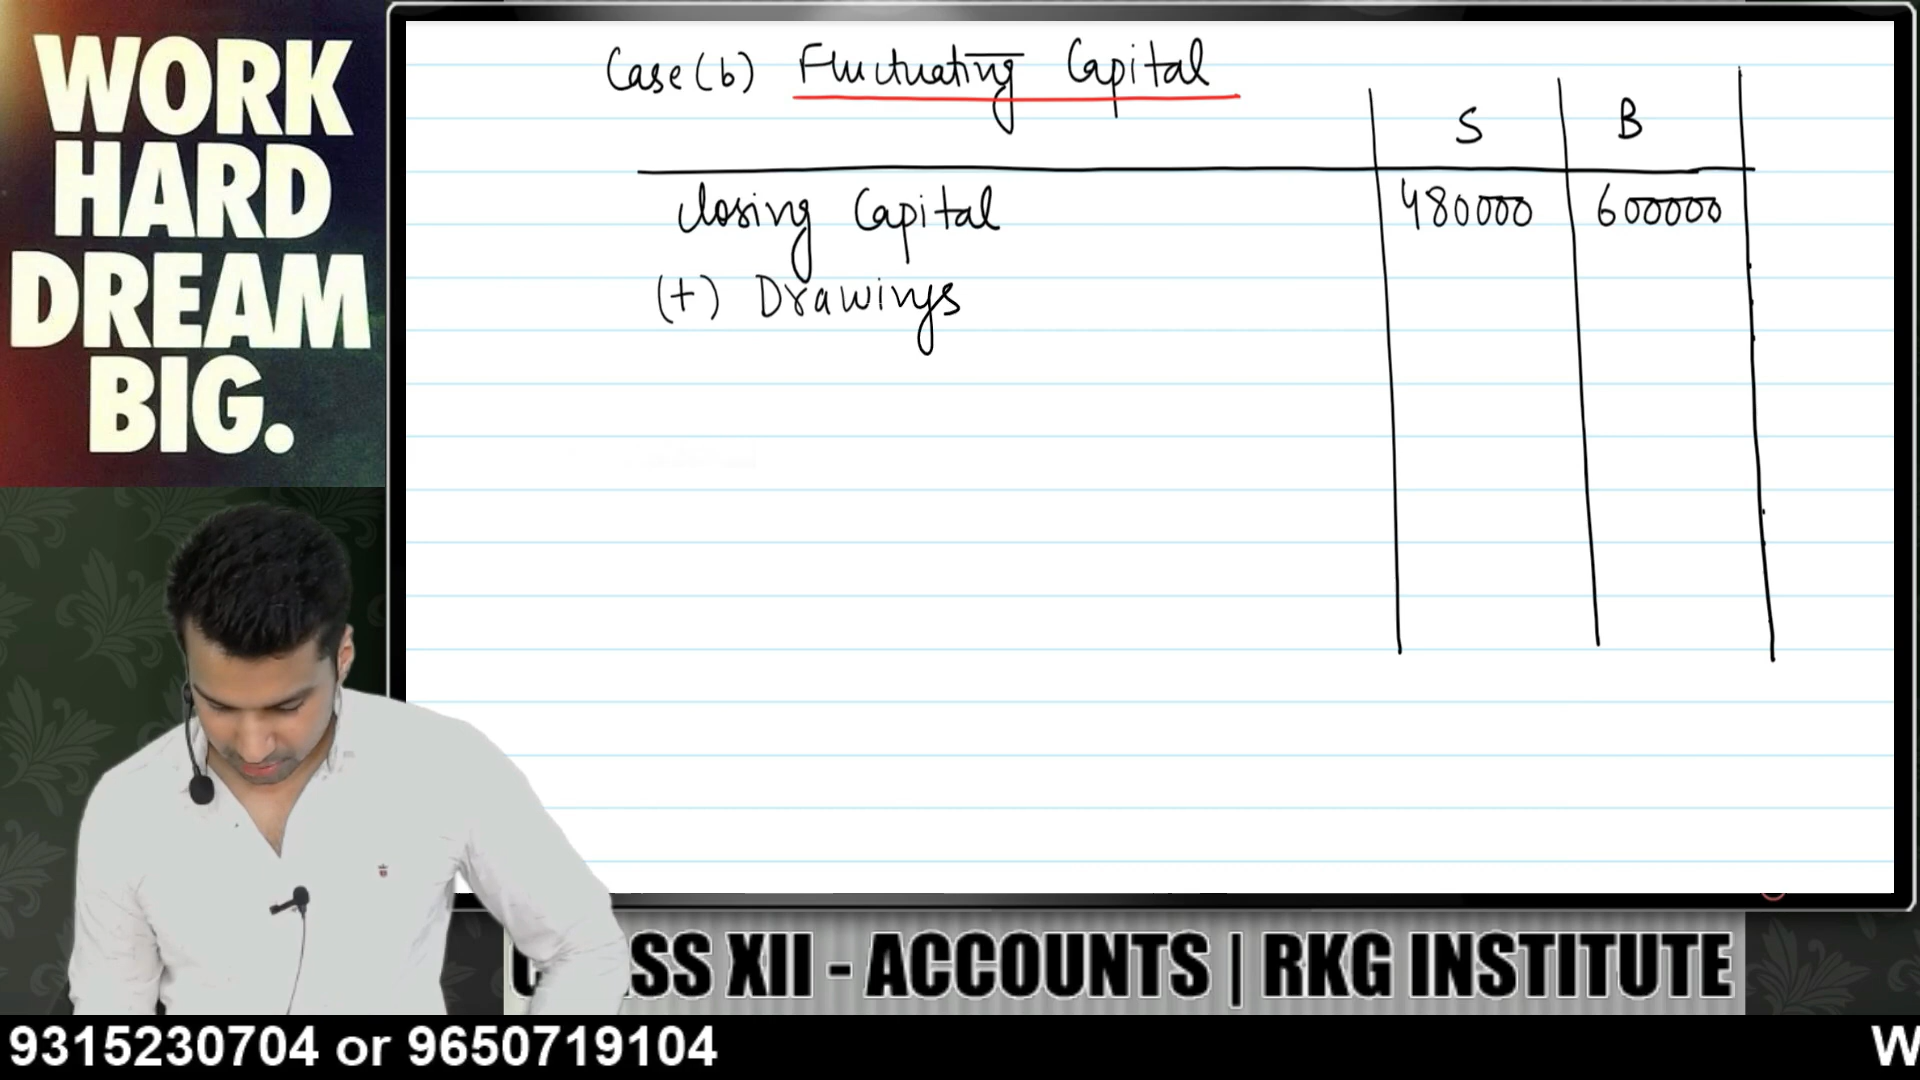 WORK
HARD
DREAM
BIG.
Case (b) Fluctuating Capital
S B
Closing Capital 480000 600000
(+) Drawings
SS XII - ACCOUNTS | RKG INSTITUTE
9315230704 or 9650719104 W